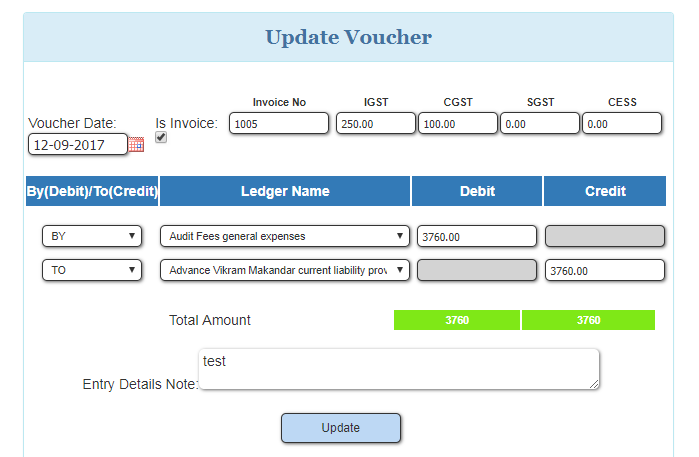 Update Voucher
Invoice No IGST CGST SGST CESS
Voucher Date: Is Invoice: 1005 250.00 100.00 0.00 0.00
12-09-2017
By(Debit)/To(Credit) Ledger Name Debit Credit
BY Audit Fees general expenses 3760.00
TO Advance Vikram Makandar current liability prov 3760.00
Total Amount 3760 3760
test
Entry Details Note:
Update